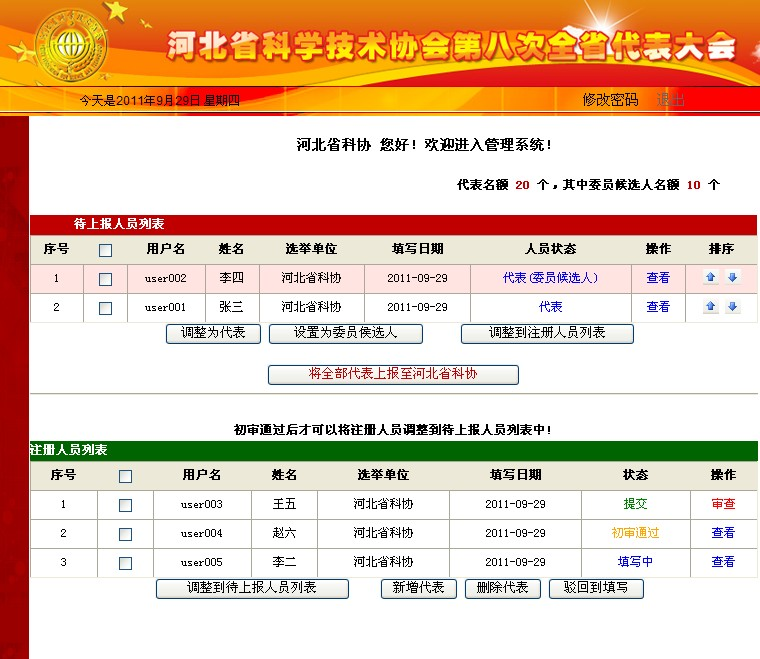 河北省科学技术协会第八次全省代表大会
今天是2011年9月29日 星期四 修改密码 退出
河北省科协 您好！欢迎进入管理系统！
代表名额 20 个，其中委员候选人名额 10 个
待上报人员列表
序号 用户名 姓名 选举单位 填写日期 人员状态 操作 排序
1 user002 李四 河北省科协 2011-09-29 代表(委员候选人) 查看
2 user001 张三 河北省科协 2011-09-29 代表 查看
调整为代表 设置为委员候选人 调整到注册人员列表
将全部代表上报至河北省科协
初审通过后才可以将注册人员调整到待上报人员列表中！
注册人员列表
序号 用户名 姓名 选举单位 填写日期 状态 操作
1 user003 王五 河北省科协 2011-09-29 提交 审查
2 user004 赵六 河北省科协 2011-09-29 初审通过 查看
3 user005 李二 河北省科协 2011-09-29 填写中 查看
调整到待上报人员列表 新增代表 删除代表 驳回到填写